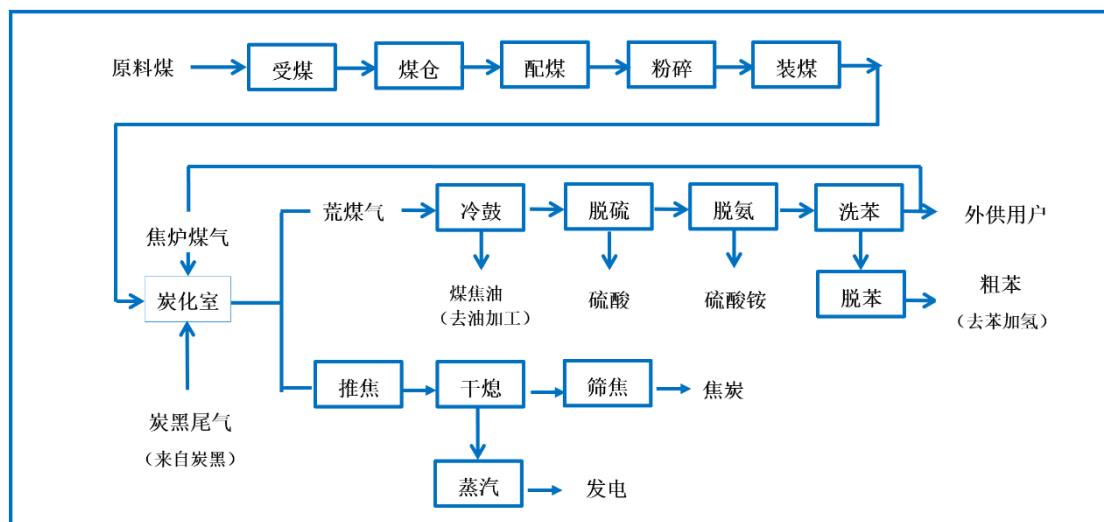 原料煤
受煤
煤仓
配煤
粉碎
装煤
荒煤气
冷鼓
脱硫
脱氨
洗苯
外供用户
焦炉煤气
炭化室
煤焦油
（去油加工）
硫酸
硫酸铵
脱苯
粗苯
（去苯加氢）
推焦
干熄
筛焦
焦炭
炭黑尾气
（来自炭黑）
蒸汽
发电